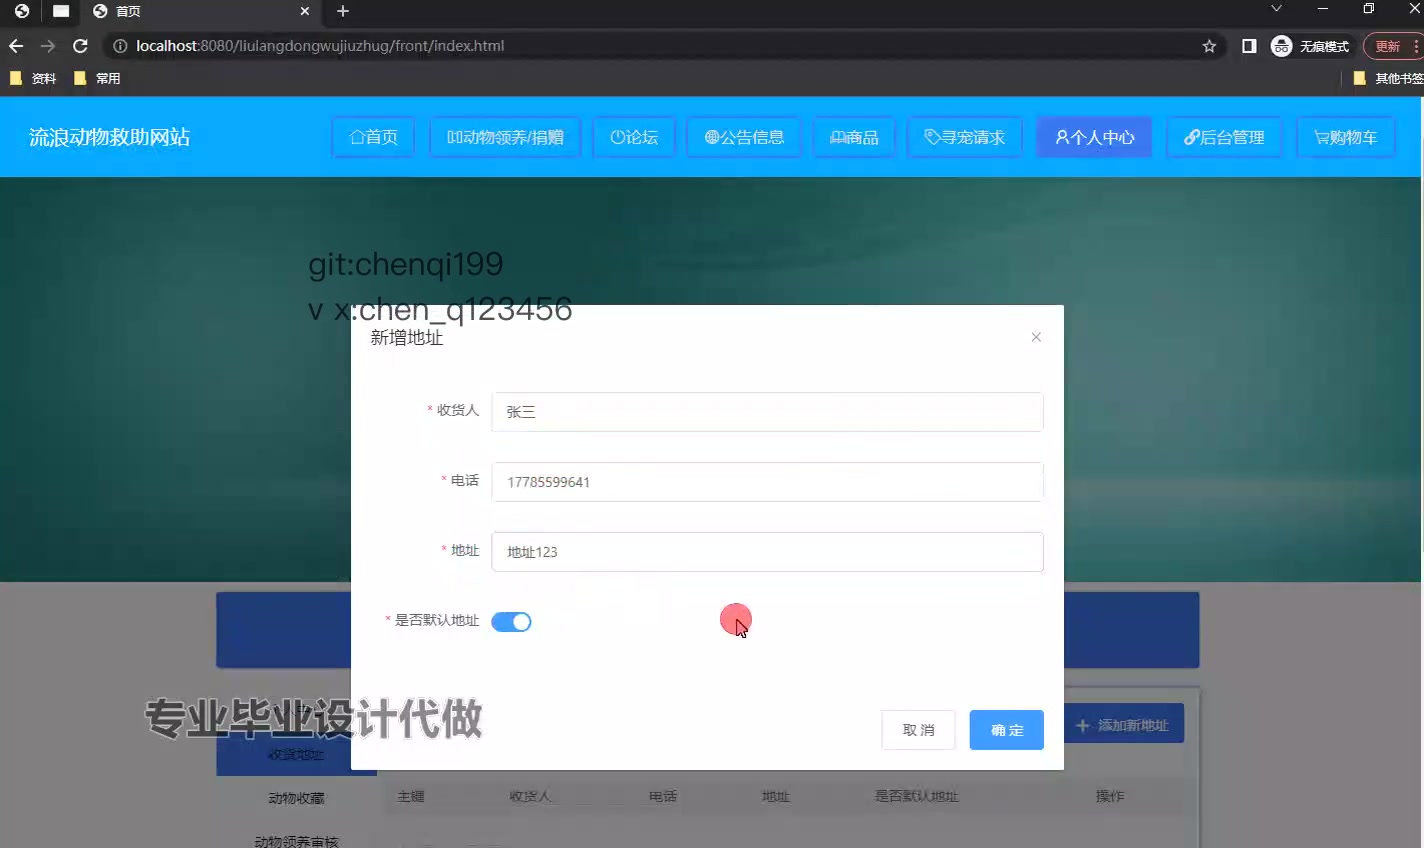 首页
localhost:8080/liulangdongwujiuzhug/front/index.html
无痕模式
更新
资料
常用
其他书签
流浪动物救助网站
首页
动物领养/捐赠
论坛
公告信息
商品
寻宠请求
个人中心
后台管理
购物车
git:chenqi199
v x:chen_q123456
新增地址
* 收货人
张三
* 电话
17785599641
* 地址
地址123
* 是否默认地址
取消
确定
专业毕业设计代做
添加新地址
收货地址
动物收藏
主键
收货人
电话
地址
是否默认地址
操作
动物领养审核